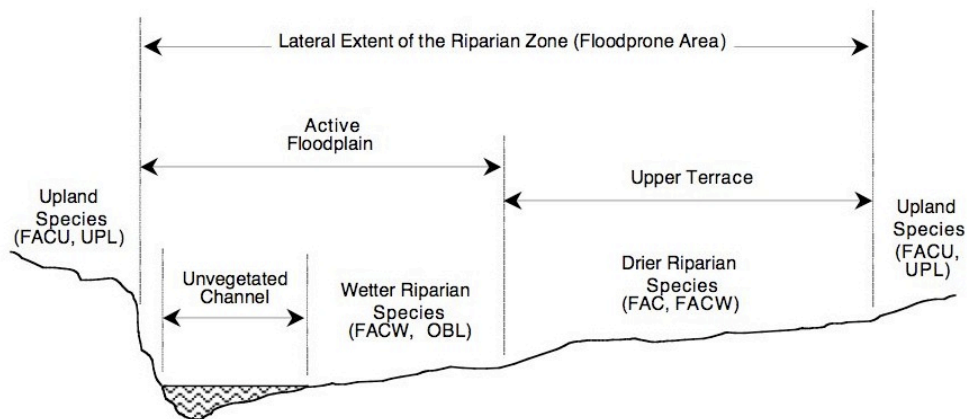 Lateral Extent of the Riparian Zone (Floodprone Area)
Active
Floodplain
Upper Terrace
Upland
Species
(FACU, UPL)
Unvegetated
Channel
Wetter Riparian
Species
(FACW, OBL)
Drier Riparian
Species
(FAC, FACW)
Upland
Species
(FACU,
UPL)